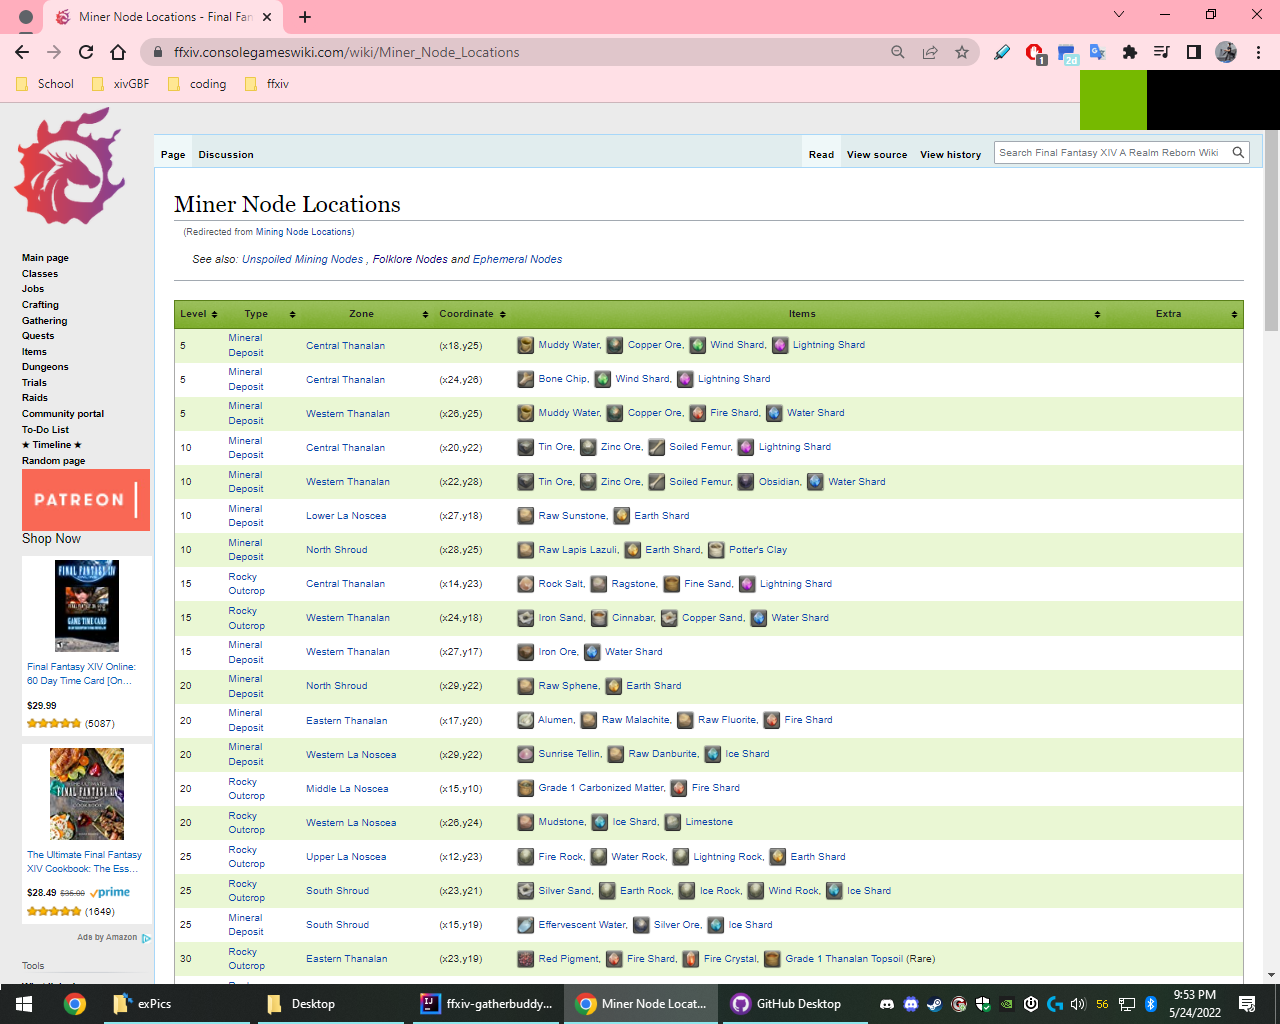 Miner Node Locations - Final Fan
ffxiv.consolegameswiki.com/wiki/Miner_Node_Locations
1
2d
School xivGBF coding ffxiv
Page Discussion Read View source View history Search Final Fantasy XIV A Realm Reborn Wiki
Miner Node Locations
(Redirected from Mining Node Locations)
See also: Unspoiled Mining Nodes , Folklore Nodes and Ephemeral Nodes
Main page
Classes
Jobs
Crafting
Gathering
Quests
Items
Dungeons
Trials
Raids
Community portal
To-Do List
★ Timeline ★
Random page
PATREON
Shop Now
FINAL FANTASY XIV
GAME TIME CARD
Final Fantasy XIV Online:
60 Day Time Card [On...
$29.99
(5087)
THE ULTIMATE
FINAL FANTASY XIV
COOKBOOK
The Ultimate Final Fantasy
XIV Cookbook: The Ess...
$28.49 $35.00 prime
(1649)
Ads by Amazon
Tools
Level Type Zone Coordinate Items Extra
5 Mineral Deposit Central Thanalan (x18,y25) Muddy Water, Copper Ore, Wind Shard, Lightning Shard
5 Mineral Deposit Central Thanalan (x24,y26) Bone Chip, Wind Shard, Lightning Shard
5 Mineral Deposit Western Thanalan (x26,y25) Muddy Water, Copper Ore, Fire Shard, Water Shard
10 Mineral Deposit Central Thanalan (x20,y22) Tin Ore, Zinc Ore, Soiled Femur, Lightning Shard
10 Mineral Deposit Western Thanalan (x22,y28) Tin Ore, Zinc Ore, Soiled Femur, Obsidian, Water Shard
10 Mineral Deposit Lower La Noscea (x27,y18) Raw Sunstone, Earth Shard
10 Mineral Deposit North Shroud (x28,y25) Raw Lapis Lazuli, Earth Shard, Potter's Clay
15 Rocky Outcrop Central Thanalan (x14,y23) Rock Salt, Ragstone, Fine Sand, Lightning Shard
15 Rocky Outcrop Western Thanalan (x24,y18) Iron Sand, Cinnabar, Copper Sand, Water Shard
15 Mineral Deposit Western Thanalan (x27,y17) Iron Ore, Water Shard
20 Mineral Deposit North Shroud (x29,y22) Raw Sphene, Earth Shard
20 Mineral Deposit Eastern Thanalan (x17,y20) Alumen, Raw Malachite, Raw Fluorite, Fire Shard
20 Mineral Deposit Western La Noscea (x29,y22) Sunrise Tellin, Raw Danburite, Ice Shard
20 Rocky Outcrop Middle La Noscea (x15,y10) Grade 1 Carbonized Matter, Fire Shard
20 Rocky Outcrop Western La Noscea (x26,y24) Mudstone, Ice Shard, Limestone
25 Rocky Outcrop Upper La Noscea (x12,y23) Fire Rock, Water Rock, Lightning Rock, Earth Shard
25 Rocky Outcrop South Shroud (x23,y21) Silver Sand, Earth Rock, Ice Rock, Wind Rock, Ice Shard
25 Mineral Deposit South Shroud (x15,y19) Effervescent Water, Silver Ore, Ice Shard
30 Rocky Outcrop Eastern Thanalan (x23,y19) Red Pigment, Fire Shard, Fire Crystal, Grade 1 Thanalan Topsoil (Rare)
exPics Desktop ffxiv-gatherbuddy... Miner Node Locat... GitHub Desktop 56 9:53 PM
5/24/2022